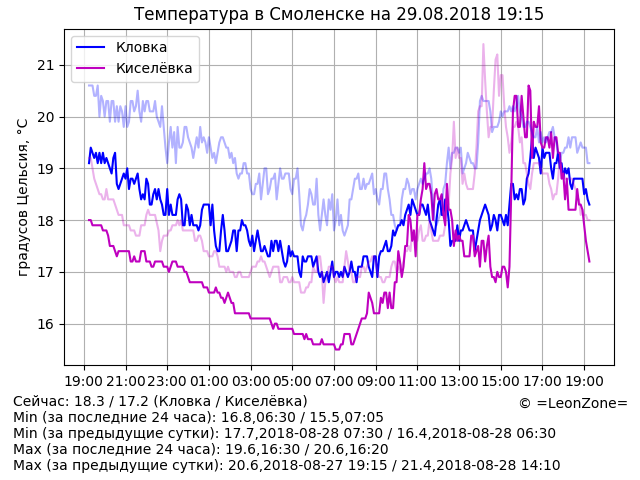 Температура в Смоленске на 29.08.2018 19:15
Кловка
Киселёвка
градусов Цельсия, °C
21
20
19
18
17
16
19:00 21:00 23:00 01:00 03:00 05:00 07:00 09:00 11:00 13:00 15:00 17:00 19:00
Сейчас: 18.3 / 17.2 (Кловка / Киселёвка)
© =LeonZone=
Min (за последние 24 часа): 16.8,06:30 / 15.5,07:05
Min (за предыдущие сутки): 17.7,2018-08-28 07:30 / 16.4,2018-08-28 06:30
Max (за последние 24 часа): 19.6,16:30 / 20.6,16:20
Max (за предыдущие сутки): 20.6,2018-08-27 19:15 / 21.4,2018-08-28 14:10